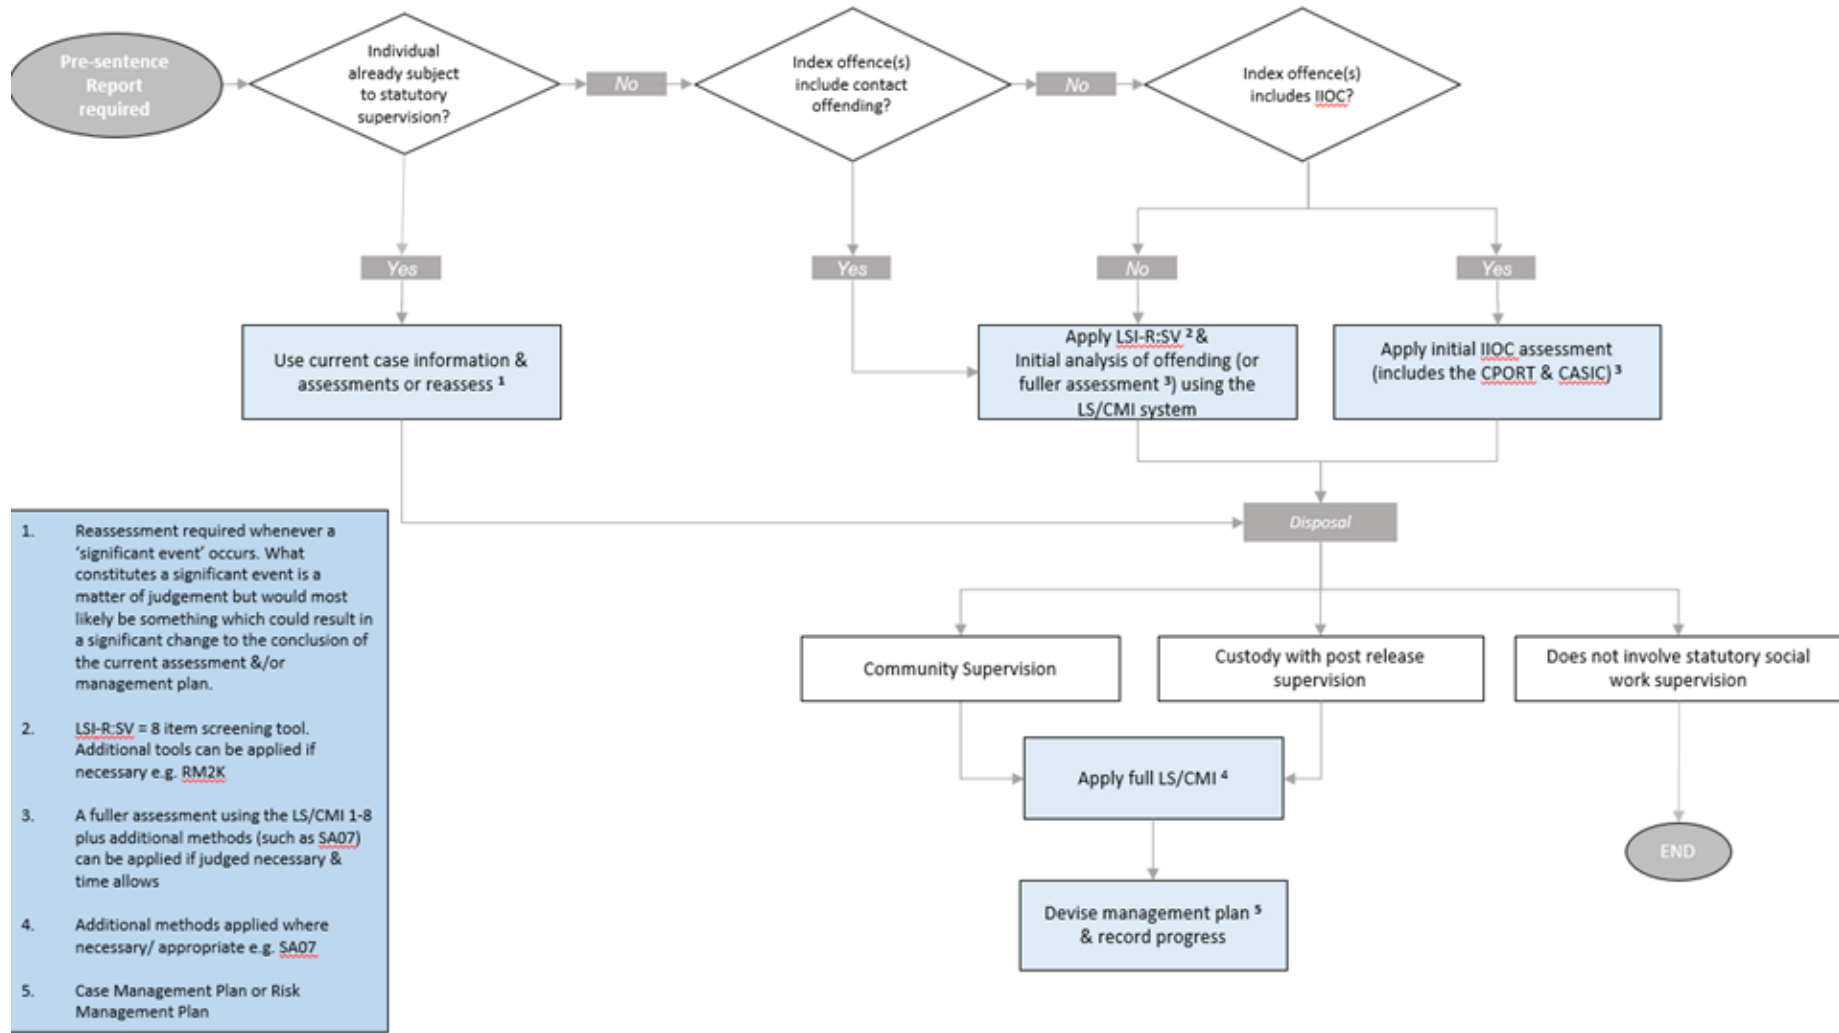 Pre-sentence
Report
required
Individual
already subject
to statutory
supervision?
No
Index offence(s)
include contact
offending?
No
Index offence(s)
includes IIOC?
Yes
Yes
No
Yes
Use current case information &
assessments or reassess 1
Apply LSI-R:SV 2 &
Initial analysis of offending (or
fuller assessment 3) using the
LS/CMI system
Apply initial IIOC assessment
(includes the CPORT & CASIC) 3
Disposal
Community Supervision
Custody with post release
supervision
Does not involve statutory social
work supervision
Apply full LS/CMI 4
END
Devise management plan 5
& record progress
1. Reassessment required whenever a
‘significant event’ occurs. What
constitutes a significant event is a
matter of judgement but would most
likely be something which could result in
a significant change to the conclusion of
the current assessment &/or
management plan.
2. LSI-R:SV = 8 item screening tool.
Additional tools can be applied if
necessary e.g. RM2K
3. A fuller assessment using the LS/CMI 1-8
plus additional methods (such as SA07)
can be applied if judged necessary &
time allows
4. Additional methods applied where
necessary/ appropriate e.g. SA07
5. Case Management Plan or Risk
Management Plan